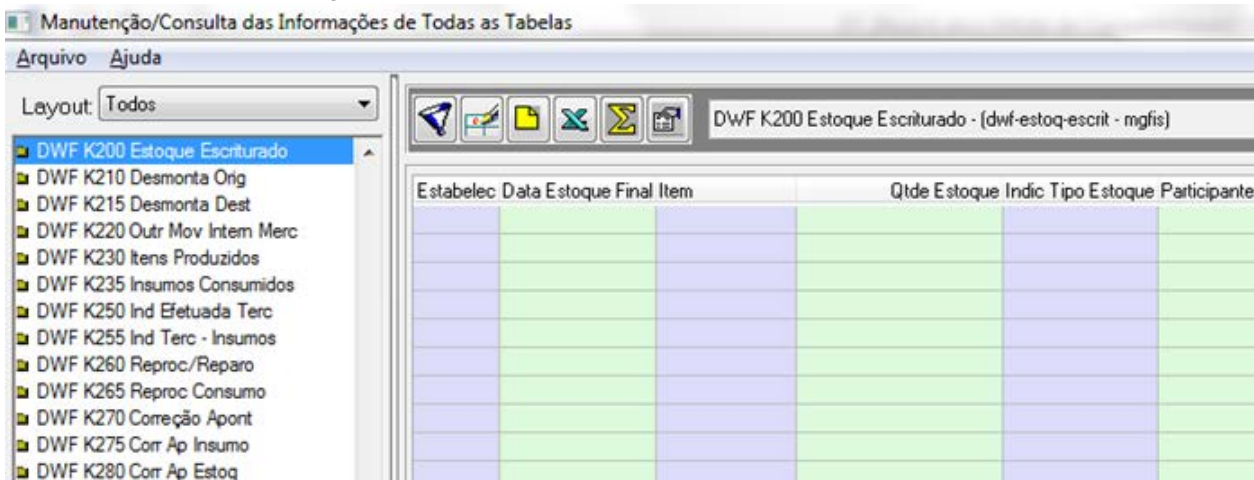 Manutenção/Consulta das Informações de Todas as Tabelas
Arquivo Ajuda
Layout: Todos
DWF K200 Estoque Escriturado - (dwf-estoq-escrit - mgfis)
DWF K200 Estoque Escriturado
DWF K210 Desmonta Orig
DWF K215 Desmonta Dest
DWF K220 Outr Mov Intern Merc
DWF K230 Itens Produzidos
DWF K235 Insumos Consumidos
DWF K250 Ind Efetuada Terc
DWF K255 Ind Terc - Insumos
DWF K260 Reproc/Reparo
DWF K265 Reproc Consumo
DWF K270 Correção Apont
DWF K275 Corr Ap Insumo
DWF K280 Corr Ap Estoq
Estabelec Data Estoque Final Item Qtde Estoque Indic Tipo Estoque Participante